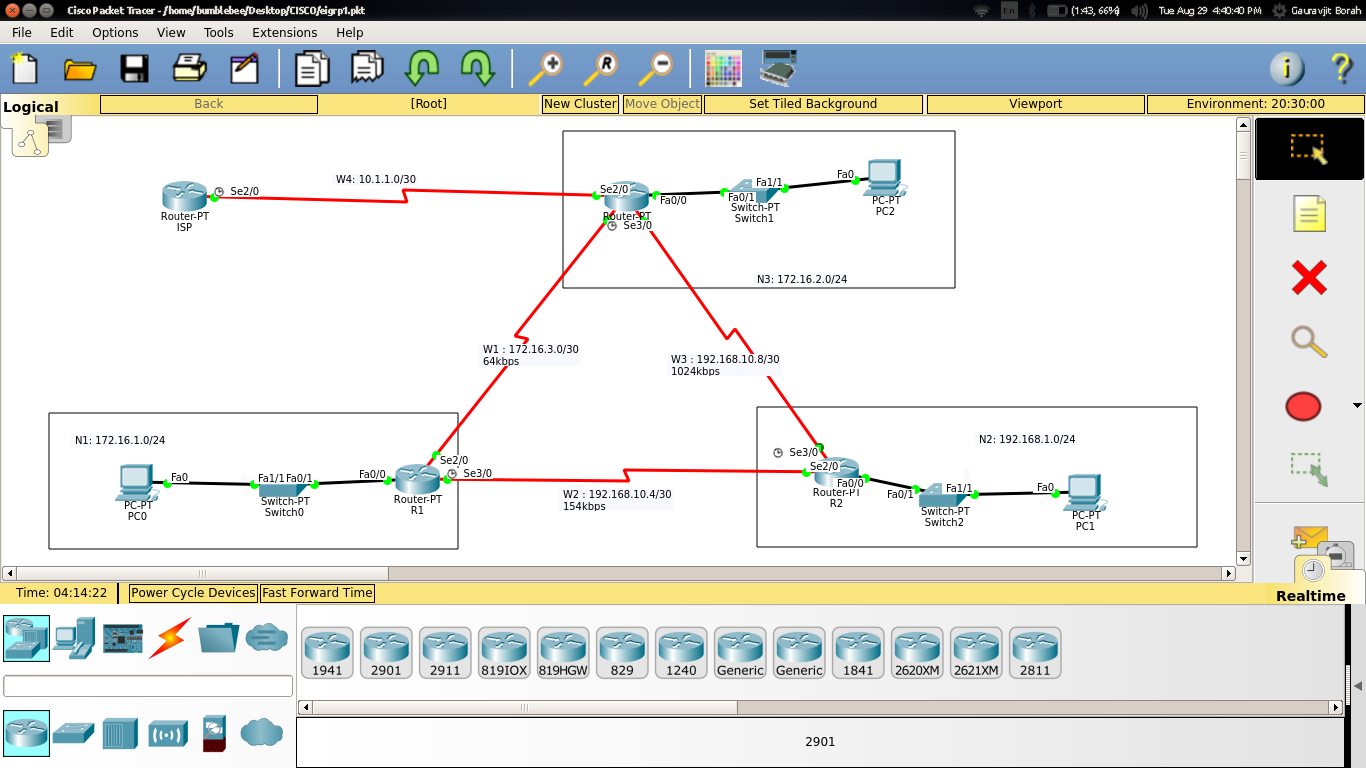 Cisco Packet Tracer - /home/bumblebee/Desktop/CISCO/eigrp1.pkt
En
(1:43, 66%)
Tue Aug 29 4:40:40 PM
Gauravjit Borah
File Edit Options View Tools Extensions Help
Logical
Back
[Root]
New Cluster
Move Object
Set Tiled Background
Viewport
Environment: 20:30:00
W4: 10.1.1.0/30
Se2/0
Router-PT
ISP
Se2/0
Fa0/0
Router-PT
Se3/0
Fa0/1
Fa1/1
Switch-PT
Switch1
Fa0
PC-PT
PC2
N3: 172.16.2.0/24
W1 : 172.16.3.0/30
64kbps
W3 : 192.168.10.8/30
1024kbps
N1: 172.16.1.0/24
Fa0
PC-PT
PC0
Fa1/1
Fa0/1
Switch-PT
Switch0
Fa0/0
Se2/0
Se3/0
Router-PT
R1
W2 : 192.168.10.4/30
154kbps
N2: 192.168.1.0/24
Se3/0
Se2/0
Fa0/0
Router-PT
R2
Fa0/1
Fa1/1
Switch-PT
Switch2
Fa0
PC-PT
PC1
Time: 04:14:22
Power Cycle Devices
Fast Forward Time
Realtime
1941
2901
2911
819IOX
819HGW
829
1240
Generic
Generic
1841
2620XM
2621XM
2811
2901